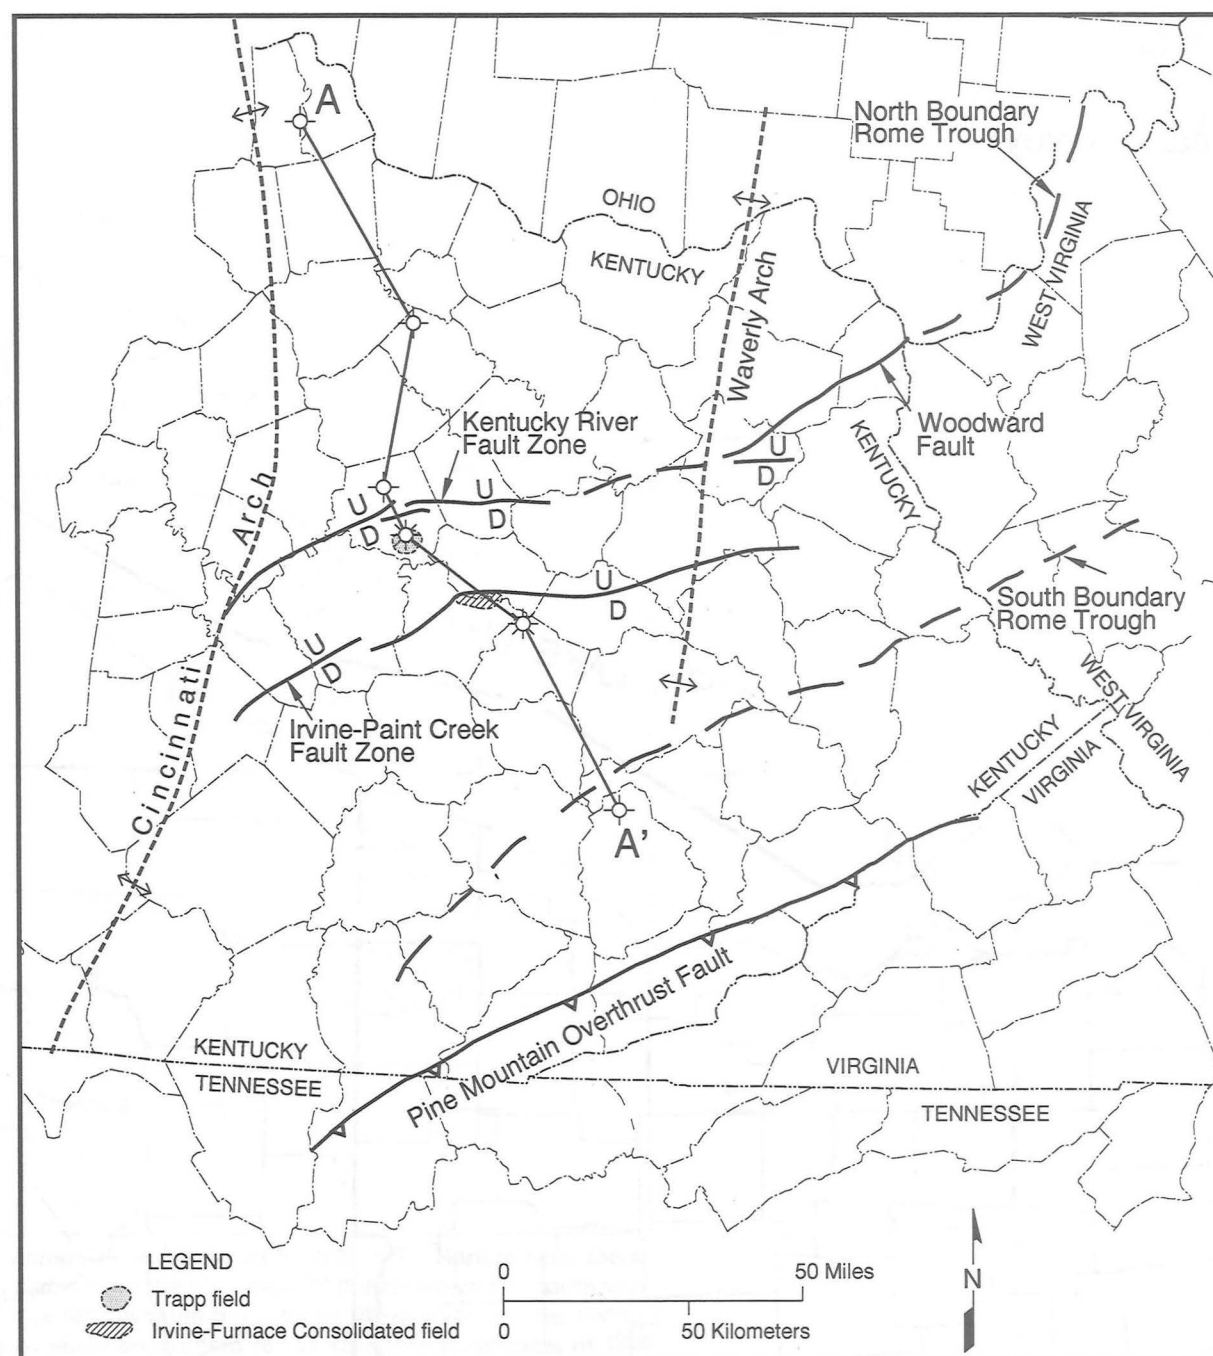 A
North Boundary
Rome Trough
OHIO
KENTUCKY
WEST VIRGINIA
Waverly Arch
Kentucky River
Fault Zone
Woodward
Fault
KENTUCKY
U
D
U
D
U
D
U
D
U
D
Cincinnati Arch
South Boundary
Rome Trough
Irvine-Paint Creek
Fault Zone
WEST VIRGINIA
KENTUCKY
VIRGINIA
A'
Pine Mountain Overthrust Fault
KENTUCKY
TENNESSEE
VIRGINIA
TENNESSEE
LEGEND
Trapp field
Irvine-Furnace Consolidated field
0
50 Miles
0
50 Kilometers
N